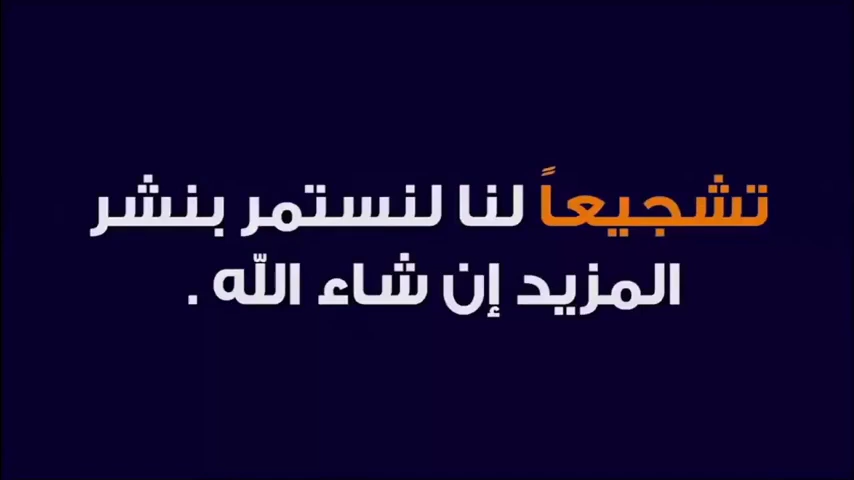 تشجيعاً لنا لنستمر بنشر
المزيد إن شاء الله .